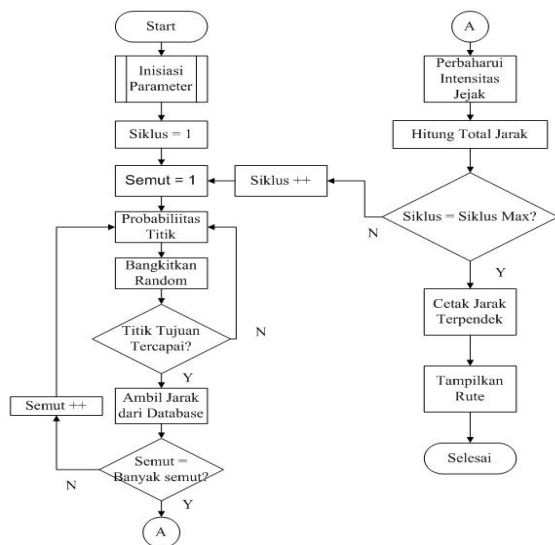 Start
Inisiasi
Parameter
Siklus = 1
Semut = 1
Probabiliitas
Titik
Bangkitkan
Random
Titik Tujuan
Tercapai?
N
Y
Ambil Jarak
dari Database
Semut ++
Semut =
Banyak semut?
N
Y
A
A
Perbaharui
Intensitas
Jejak
Hitung Total Jarak
Siklus ++
Siklus = Siklus Max?
N
Y
Cetak Jarak
Terpendek
Tampilkan
Rute
Selesai